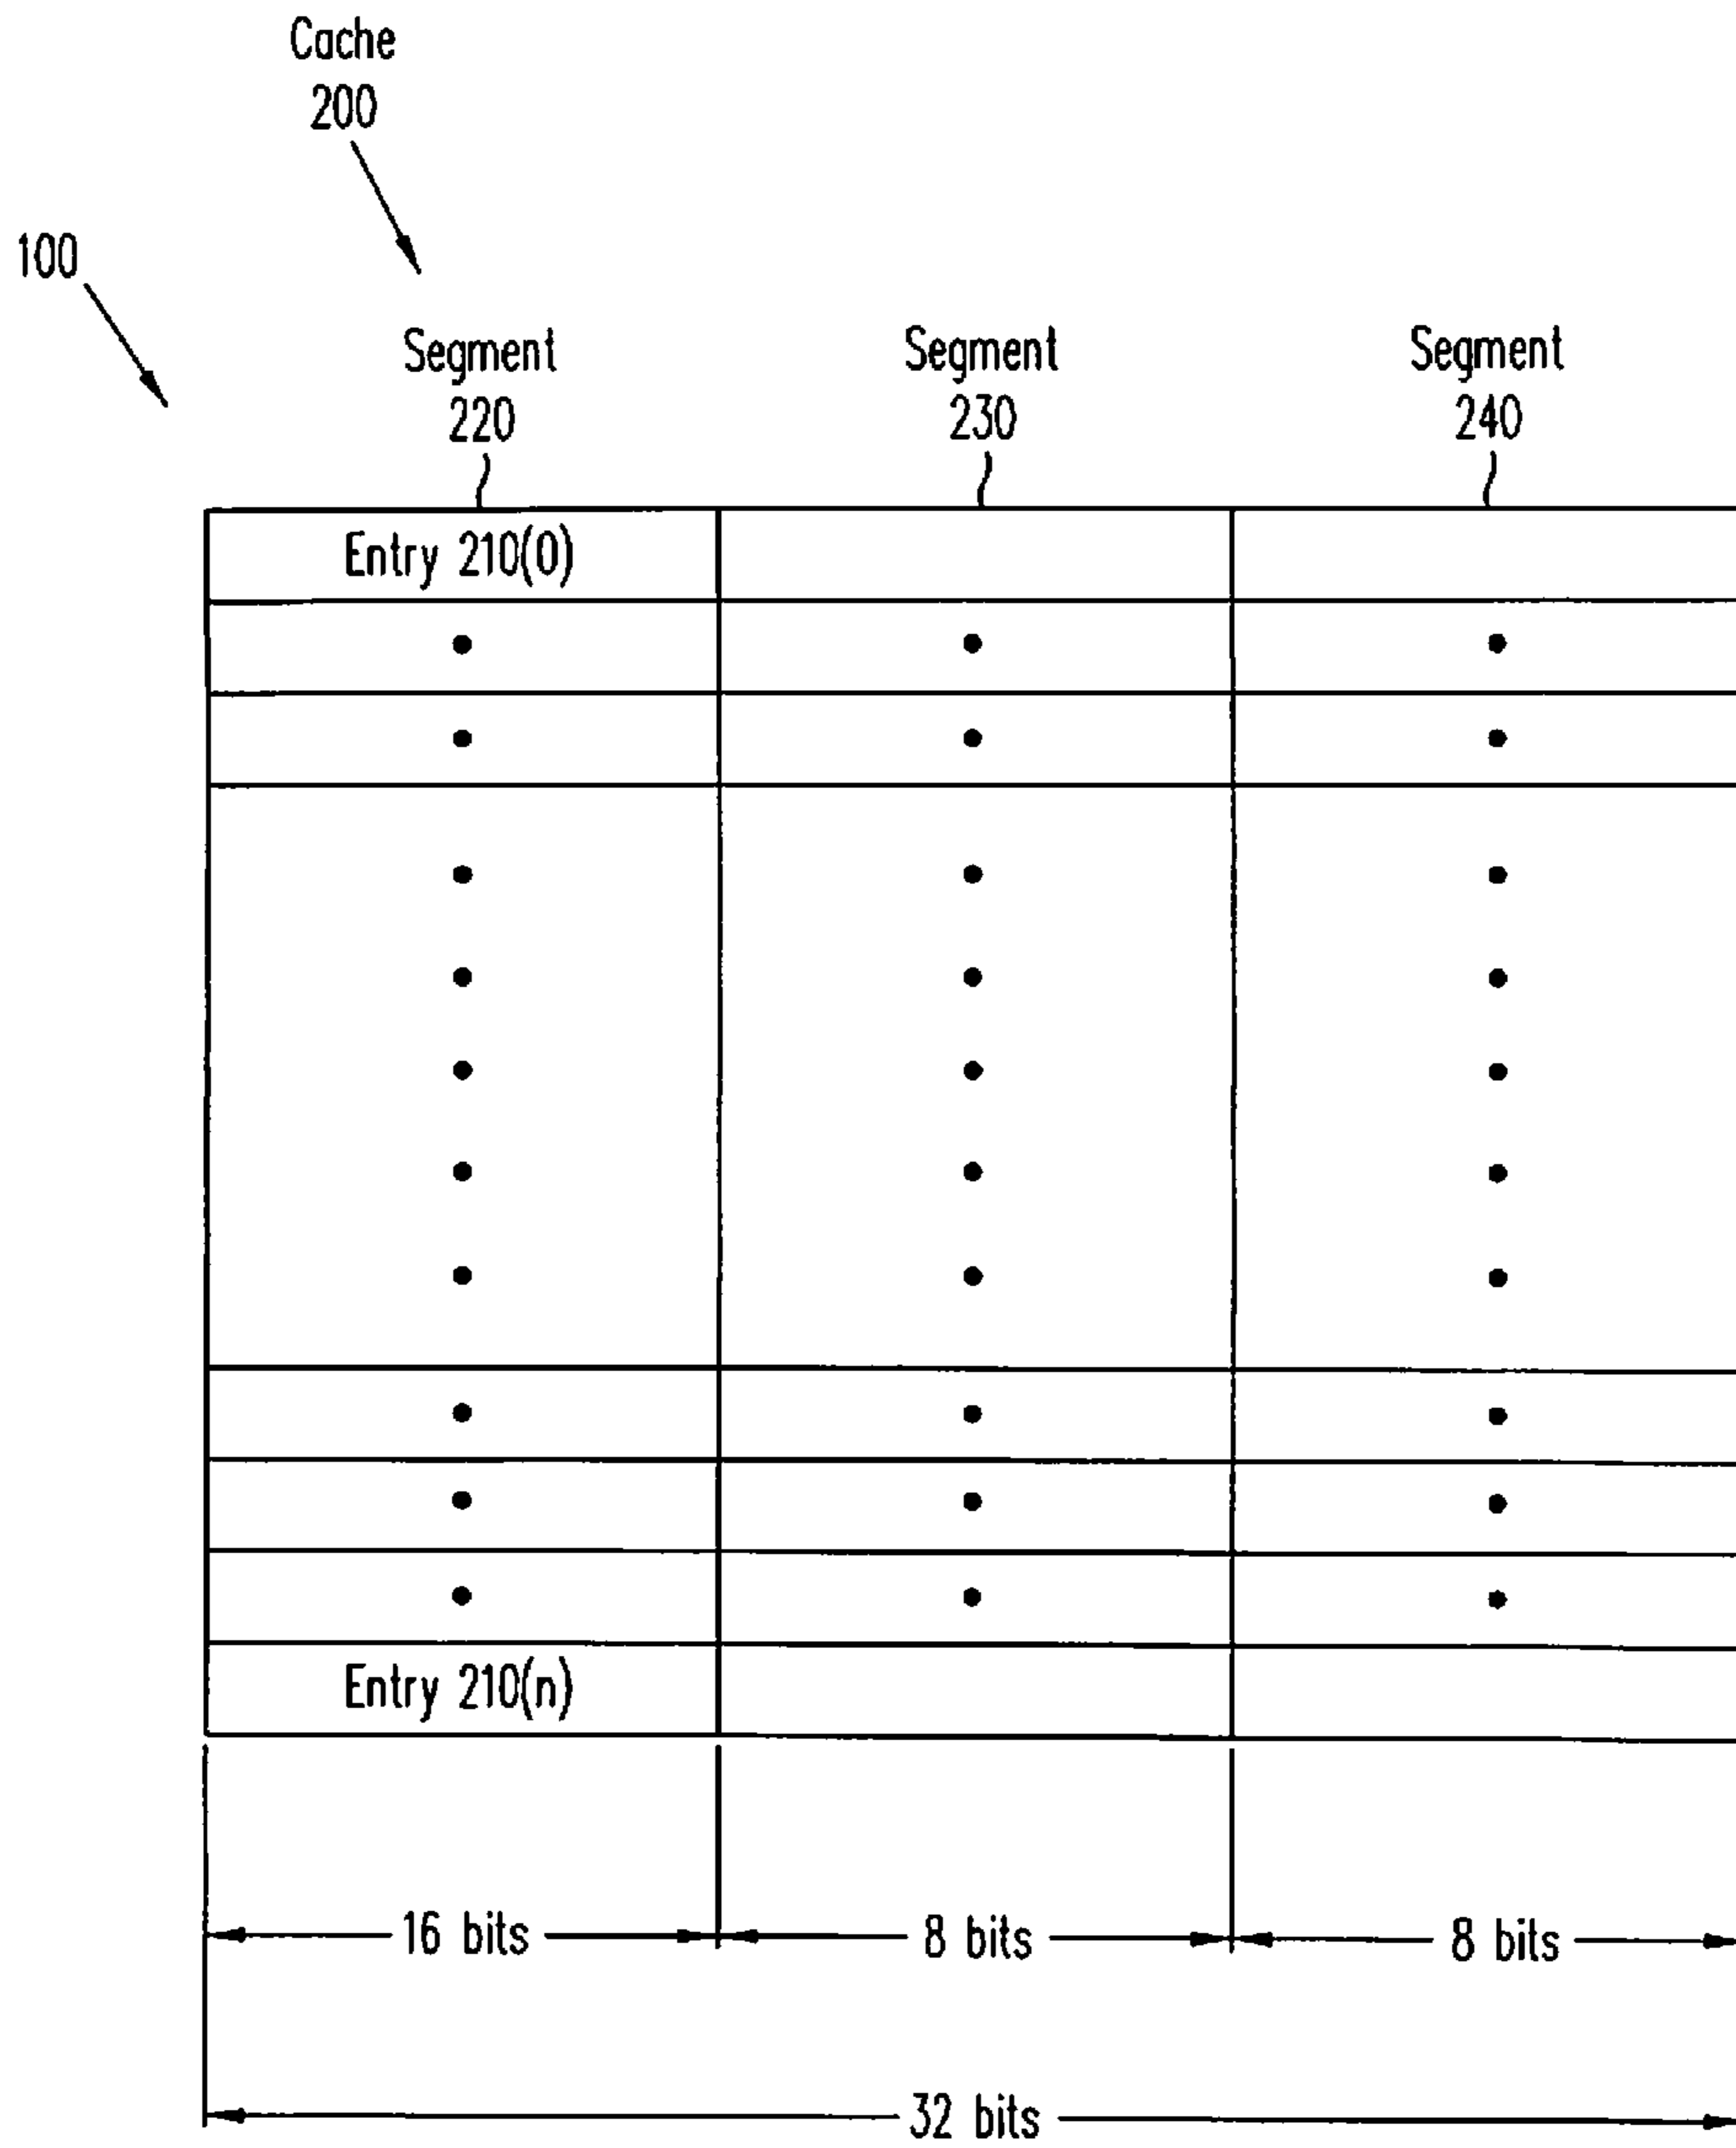 Cache
200
100
Segment
220
Segment
230
Segment
240
Entry 210(0)
Entry 210(n)
16 bits
8 bits
8 bits
32 bits